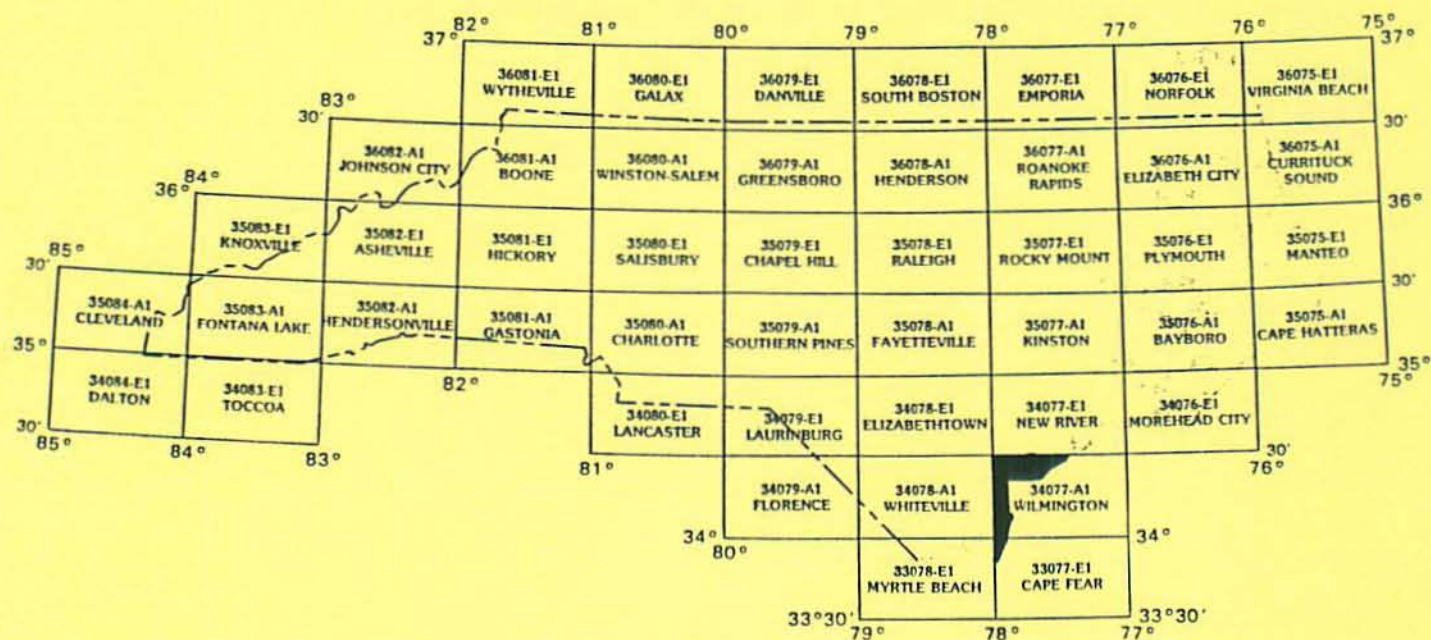 82° 81° 80° 79° 78° 77° 76° 75°
37° 37°
36081-E1 36080-E1 36079-E1 36078-E1 36077-E1 36076-E1 36075-E1
WYTHEVILLE GALAX DANVILLE SOUTH BOSTON EMPORIA NORFOLK VIRGINIA BEACH
83°
30' 30'
36082-A1 36081-A1 36080-A1 36079-A1 36078-A1 36077-A1 36076-A1 36075-A1
JOHNSON CITY BOONE WINSTON-SALEM GREENSBORO HENDERSON ROANOKE RAPIDS ELIZABETH CITY CURRITUCK SOUND
84°
36° 36°
35083-E1 35082-E1 35081-E1 35080-E1 35079-E1 35078-E1 35077-E1 35076-E1 35075-E1
KNOXVILLE ASHEVILLE HICKORY SALISBURY CHAPEL HILL RALEIGH ROCKY MOUNT PLYMOUTH MANTEO
85°
30' 30'
35084-A1 35083-A1 35082-A1 35081-A1 35080-A1 35079-A1 35078-A1 35077-A1 35076-A1 35075-A1
CLEVELAND FONTANA LAKE HENDERSONVILLE GASTONIA CHARLOTTE SOUTHERN PINES FAYETTEVILLE KINSTON BAYBORO CAPE HATTERAS
35° 82° 35°
75°
34084-E1 34083-E1 34080-E1 34079-E1 34078-E1 34077-E1 34076-E1
DALTON TOCCOA LANCASTER LAURINBURG ELIZABETHTOWN NEW RIVER MOREHEAD CITY
30' 30'
85° 84° 83° 81° 76°
34079-A1 34078-A1 34077-A1
FLORENCE WHITEVILLE WILMINGTON
34° 34°
80°
33078-E1 33077-E1
MYRTLE BEACH CAPE FEAR
33°30' 33°30'
79° 78° 77°